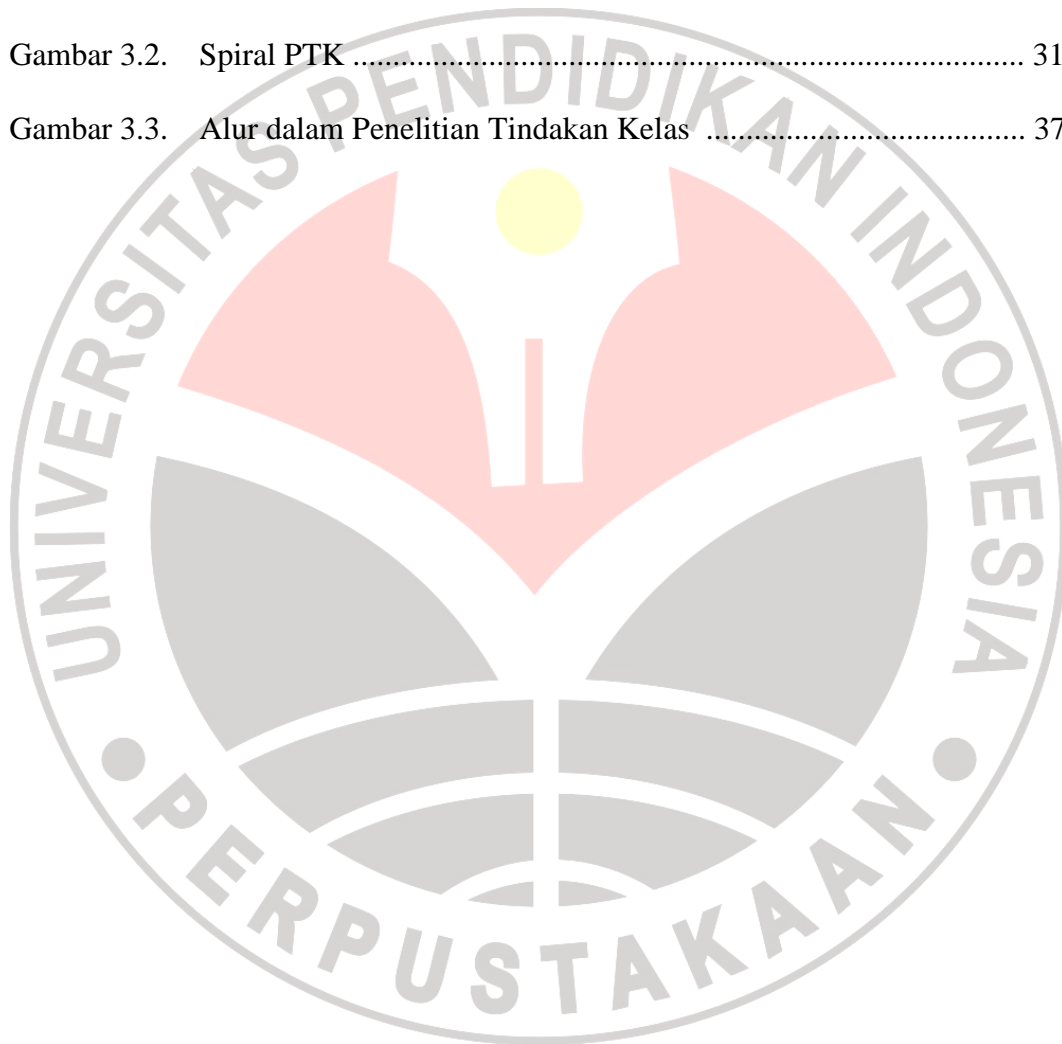 Gambar 3.2. Spiral PTK .................................................................................... 31
Gambar 3.3. Alur dalam Penelitian Tindakan Kelas ........................................ 37
UNIVERSITAS PENDIDIKAN INDONESIA
PERPUSTAKAAN